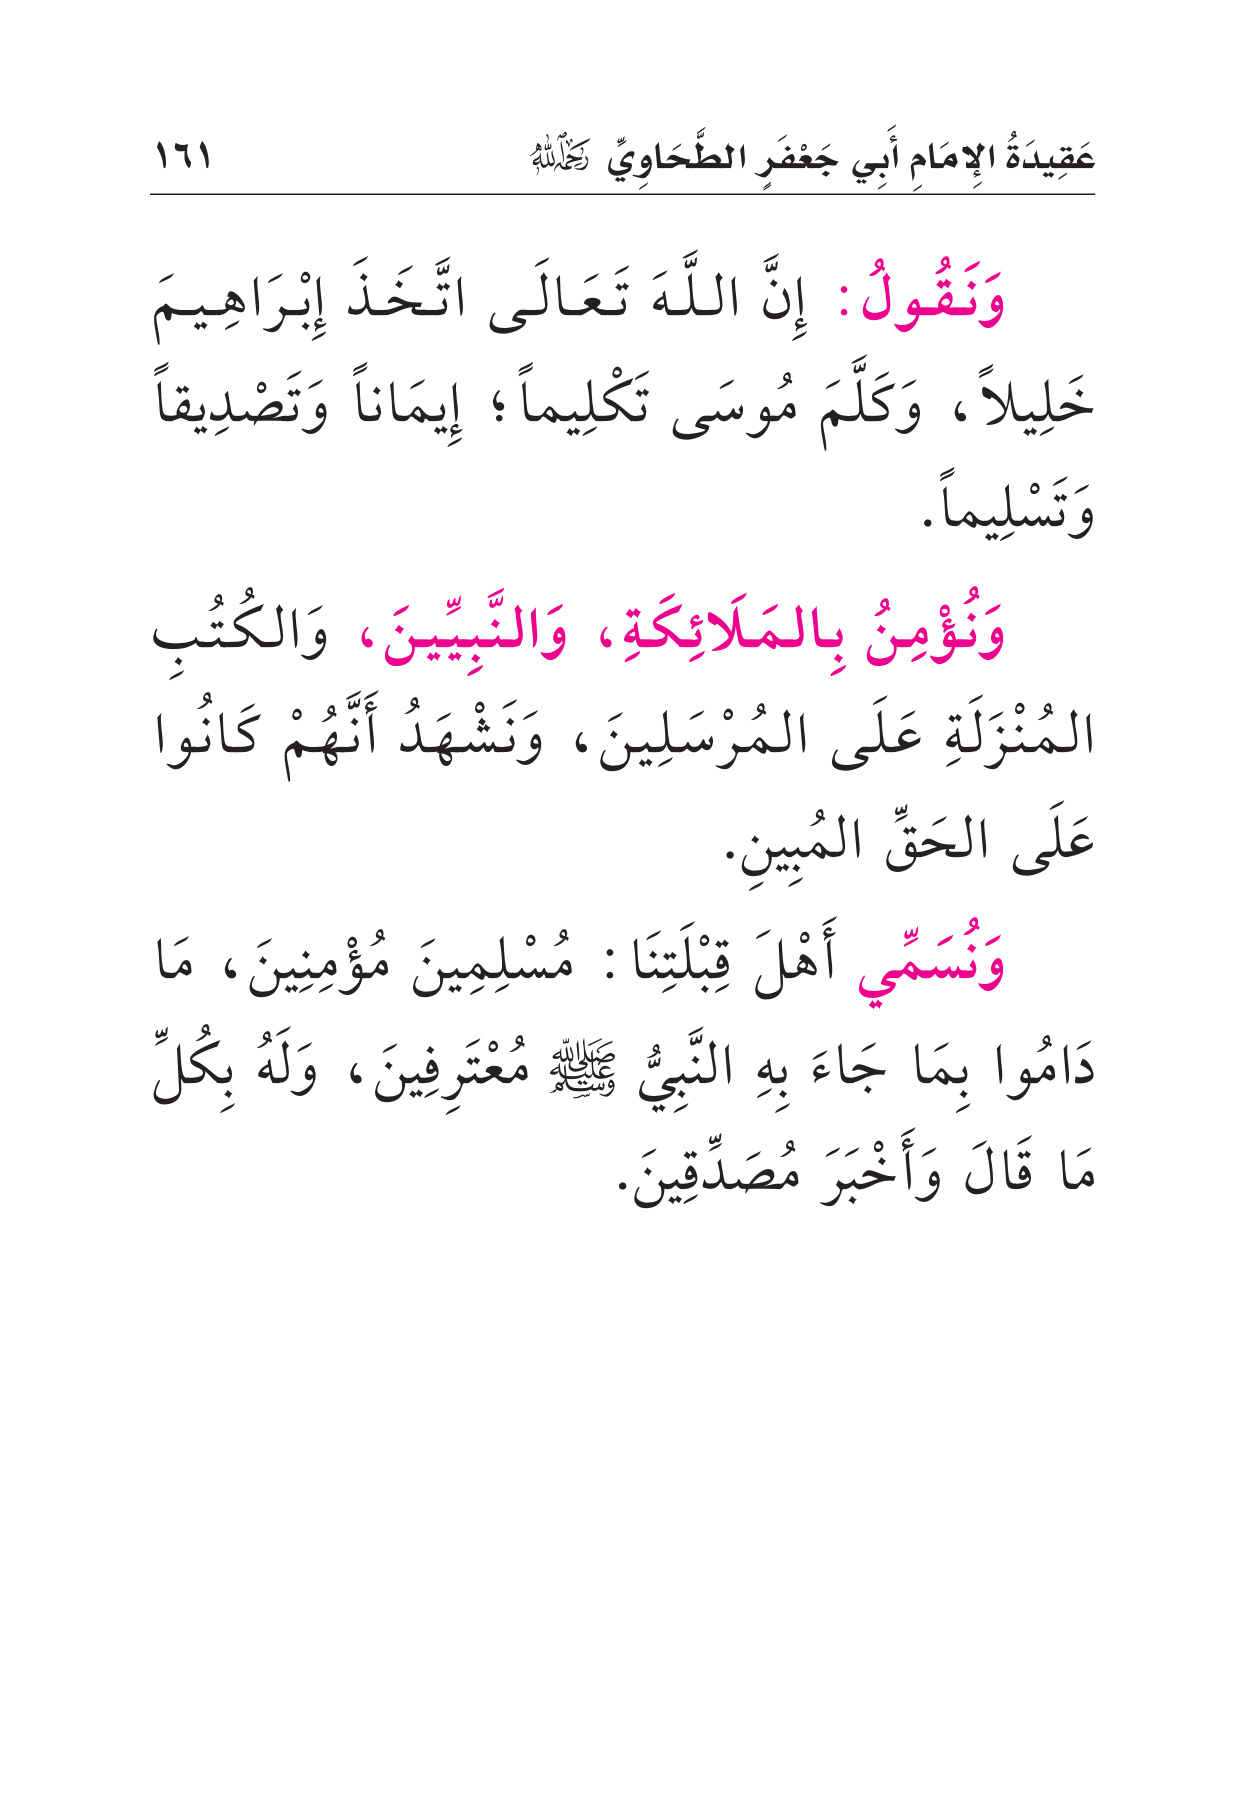 عَقِيدَةُ الإِمَامِ أَبِي جَعْفَرٍ الطَّحَاوِيِّ رَحِمَهُ اللهُ ١٦١
وَنَقُولُ: إِنَّ اللَّهَ تَعَالَى اتَّخَذَ إِبْرَاهِيمَ
خَلِيلاً، وَكَلَّمَ مُوسَى تَكْلِيماً؛ إِيمَاناً وَتَصْدِيقاً
وَتَسْلِيماً.
وَنُؤْمِنُ بِالمَلَائِكَةِ، وَالنَّبِيِّينَ، وَالكُتُبِ
المُنْزَلَةِ عَلَى المُرْسَلِينَ، وَنَشْهَدُ أَنَّهُمْ كَانُوا
عَلَى الحَقِّ المُبِينِ.
وَنُسَمِّي أَهْلَ قِبْلَتِنَا: مُسْلِمِينَ مُؤْمِنِينَ، مَا
دَامُوا بِمَا جَاءَ بِهِ النَّبِيُّ ﷺ مُعْتَرِفِينَ، وَلَهُ بِكُلِّ
مَا قَالَ وَأَخْبَرَ مُصَدِّقِينَ.